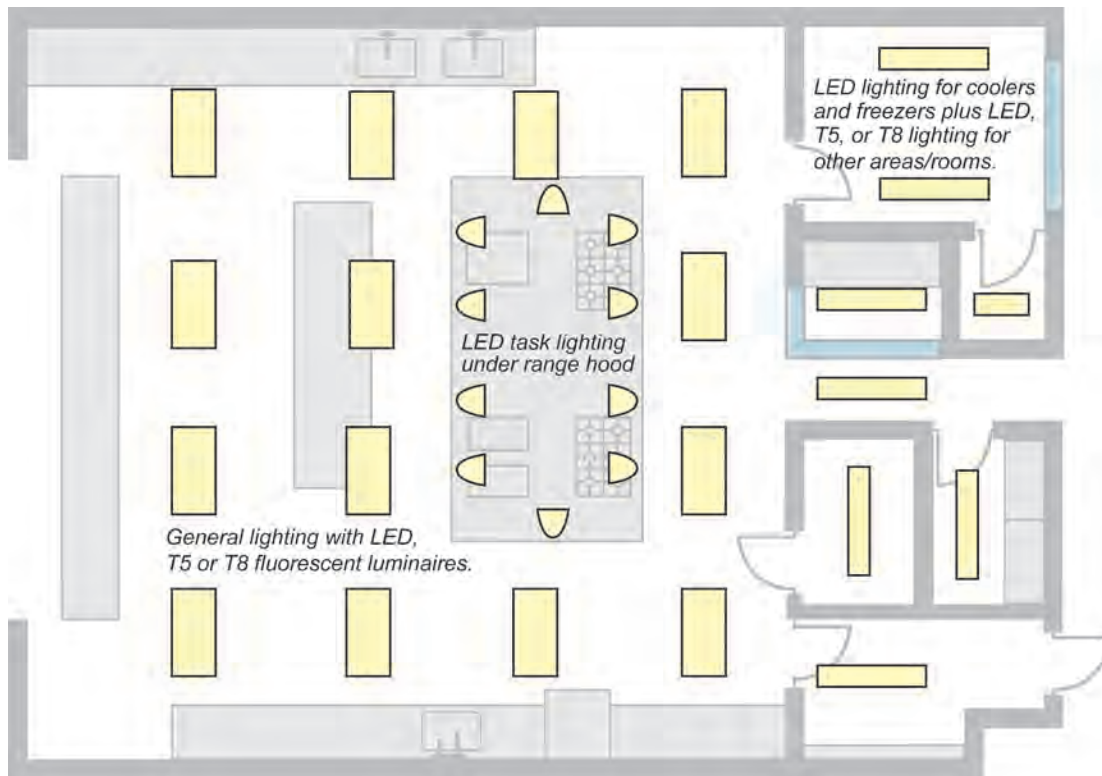 LED lighting for coolers
and freezers plus LED,
T5, or T8 lighting for
other areas/rooms.
LED task lighting
under range hood
General lighting with LED,
T5 or T8 fluorescent luminaires.